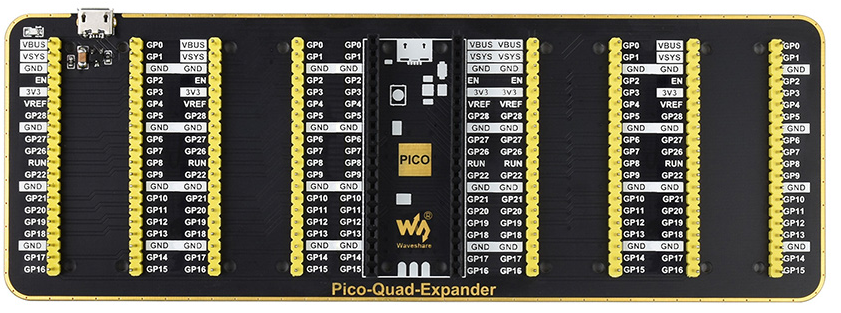 VBUS GP0 VBUS GP0 GP0 VBUS VBUS GP0 VBUS GP0
VSYS GP1 VSYS GP1 GP1 VSYS VSYS GP1 VSYS GP1
GND GND GND GND GND GND GND GND GND GND
EN GP2 EN GP2 GP2 EN EN GP2 EN GP2
3V3 GP3 3V3 GP3 GP3 3V3 3V3 GP3 3V3 GP3
VREF GP4 VREF GP4 GP4 VREF VREF GP4 VREF GP4
GP28 GP5 GP28 GP5 GP5 GP28 GP28 GP5 GP28 GP5
GND GND GND GND GND GND GND GND GND GND
GP27 GP6 GP27 GP6 GP6 GP27 GP27 GP6 GP27 GP6
GP26 GP7 GP26 GP7 GP7 GP26 GP26 GP7 GP26 GP7
RUN GP8 RUN GP8 GP8 PICO RUN RUN GP8 RUN GP8
GP22 GP9 GP22 GP9 GP9 GP22 GP22 GP9 GP22 GP9
GND GND GND GND GND GND GND GND GND GND
GP21 GP10 GP21 GP10 GP10 GP21 GP21 GP10 GP21 GP10
GP20 GP11 GP20 GP11 GP11 GP20 GP20 GP11 GP20 GP11
GP19 GP12 GP19 GP12 GP12 ® GP19 GP19 GP12 GP19 GP12
GP18 GP13 GP18 GP13 GP13 GP18 GP18 GP13 GP18 GP13
GND GND GND GND GND Waveshare GND GND GND GND GND
GP17 GP14 GP17 GP14 GP14 GP17 GP17 GP14 GP17 GP14
GP16 GP15 GP16 GP15 GP15 GP16 GP16 GP15 GP16 GP15
Pico-Quad-Expander